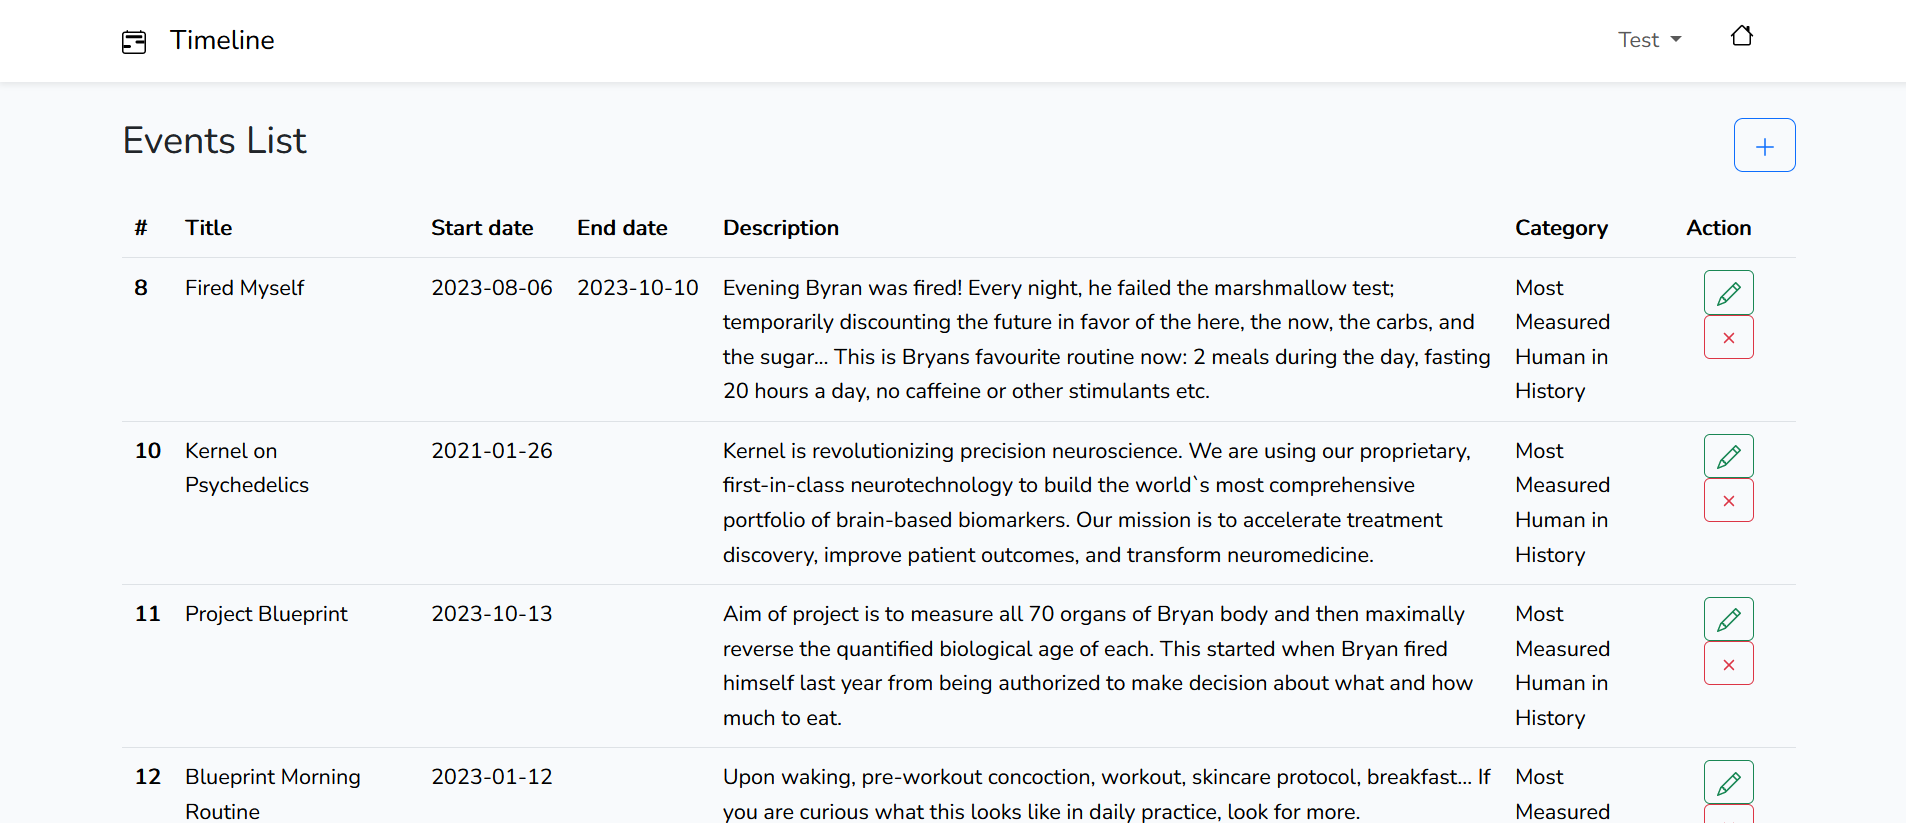 Timeline
Test
Events List
# Title Start date End date Description Category Action
8 Fired Myself 2023-08-06 2023-10-10 Evening Byran was fired! Every night, he failed the marshmallow test; Most
temporarily discounting the future in favor of the here, the now, the carbs, and Measured
the sugar... This is Bryans favourite routine now: 2 meals during the day, fasting Human in
20 hours a day, no caffeine or other stimulants etc. History
10 Kernel on 2021-01-26 Kernel is revolutionizing precision neuroscience. We are using our proprietary, Most
Psychedelics first-in-class neurotechnology to build the world`s most comprehensive Measured
portfolio of brain-based biomarkers. Our mission is to accelerate treatment Human in
discovery, improve patient outcomes, and transform neuromedicine. History
11 Project Blueprint 2023-10-13 Aim of project is to measure all 70 organs of Bryan body and then maximally Most
reverse the quantified biological age of each. This started when Bryan fired Measured
himself last year from being authorized to make decision about what and how Human in
much to eat. History
12 Blueprint Morning 2023-01-12 Upon waking, pre-workout concoction, workout, skincare protocol, breakfast... If Most
Routine you are curious what this looks like in daily practice, look for more. Measured